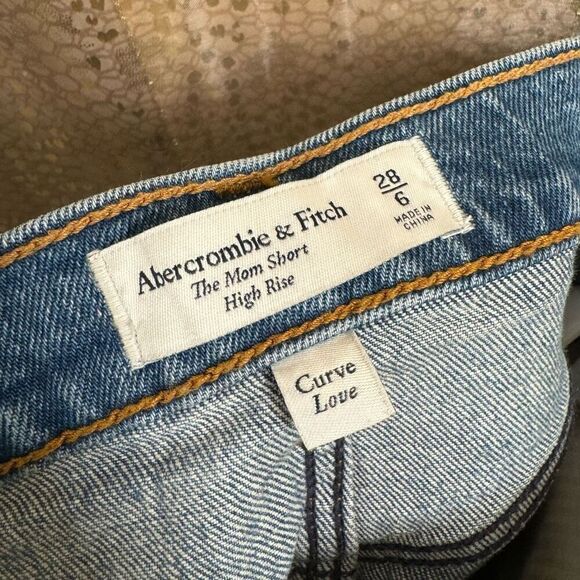 Abercrombie & Fitch
The Mom Short
High Rise
28
6
MADE IN
CHINA
Curve
Love